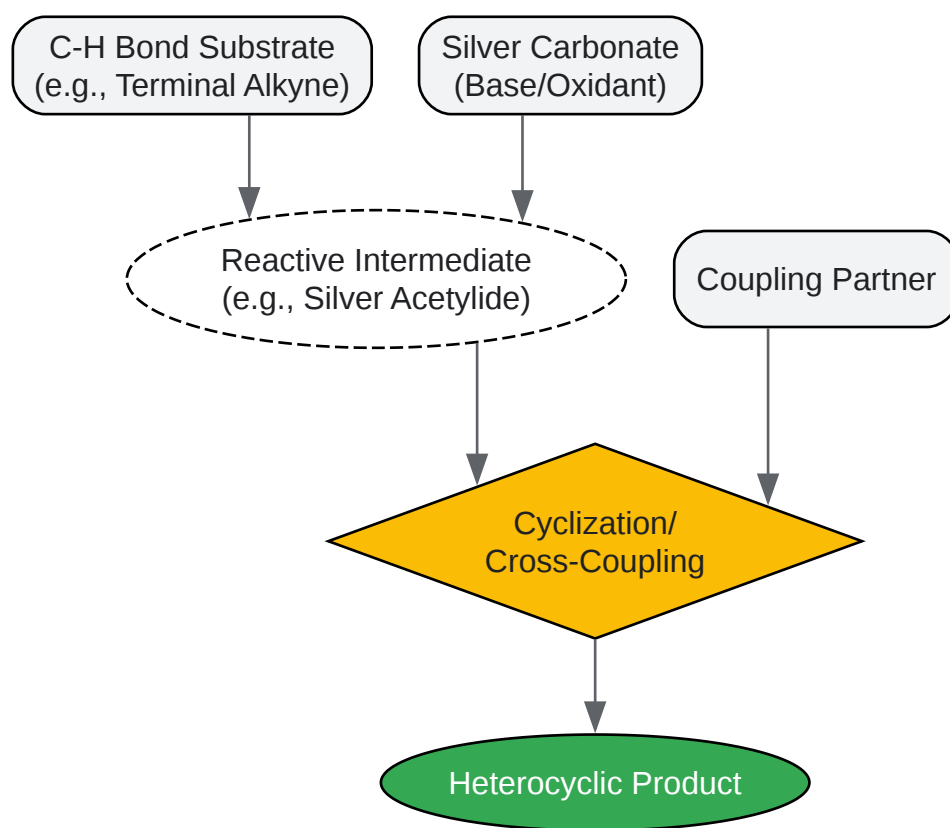 C-H Bond Substrate
(e.g., Terminal Alkyne)
Silver Carbonate
(Base/Oxidant)
Reactive Intermediate
(e.g., Silver Acetylide)
Coupling Partner
Cyclization/
Cross-Coupling
Heterocyclic Product